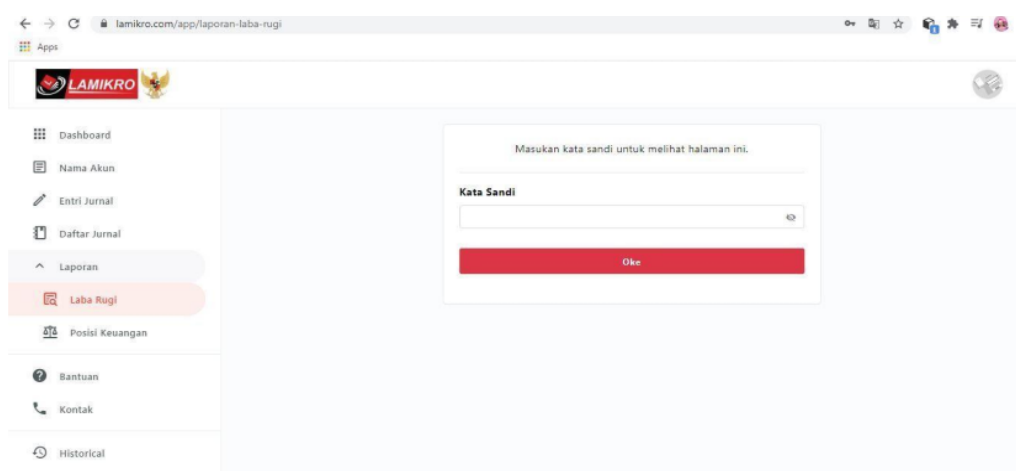 lamikro.com/app/laporan-laba-rugi
Apps
LAMIKRO
Dashboard
Nama Akun
Entri Jurnal
Daftar Jurnal
Laporan
Laba Rugi
Posisi Keuangan
Bantuan
Kontak
Historical
Masukan kata sandi untuk melihat halaman ini.
Kata Sandi
Oke